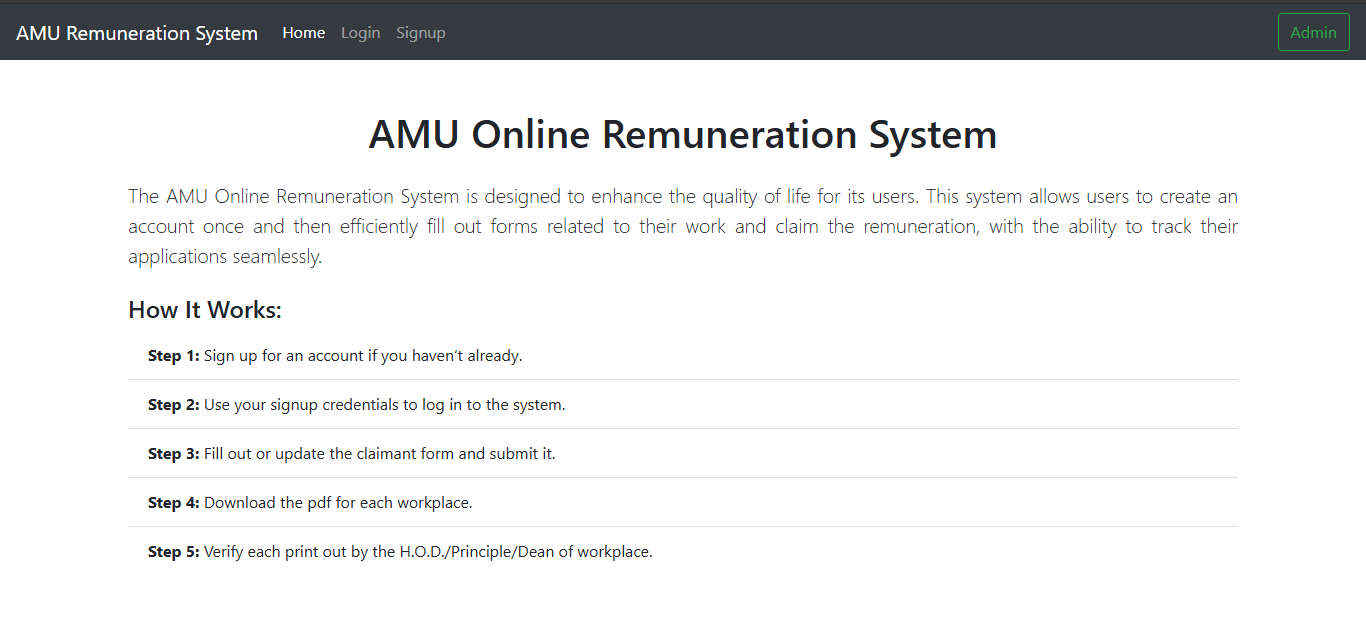 AMU Remuneration System Home Login Signup Admin
AMU Online Remuneration System
The AMU Online Remuneration System is designed to enhance the quality of life for its users. This system allows users to create an
account once and then efficiently fill out forms related to their work and claim the remuneration, with the ability to track their
applications seamlessly.
How It Works:
Step 1: Sign up for an account if you haven’t already.
Step 2: Use your signup credentials to log in to the system.
Step 3: Fill out or update the claimant form and submit it.
Step 4: Download the pdf for each workplace.
Step 5: Verify each print out by the H.O.D./Principle/Dean of workplace.